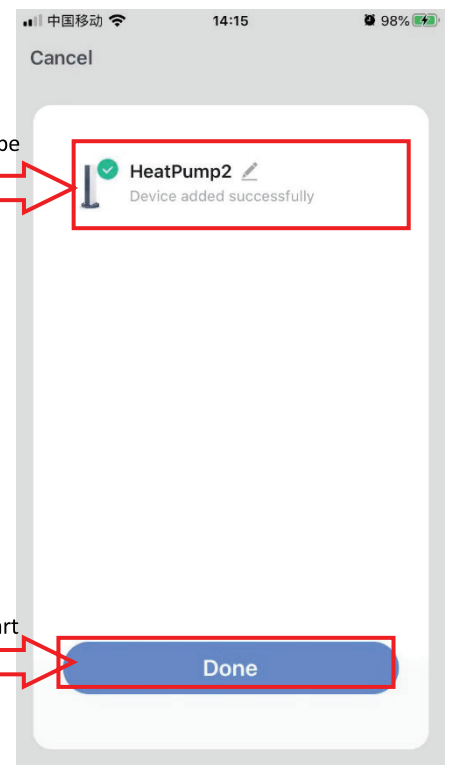 中国移动 14:15 98%
Cancel
HeatPump2
Device added successfully
Done